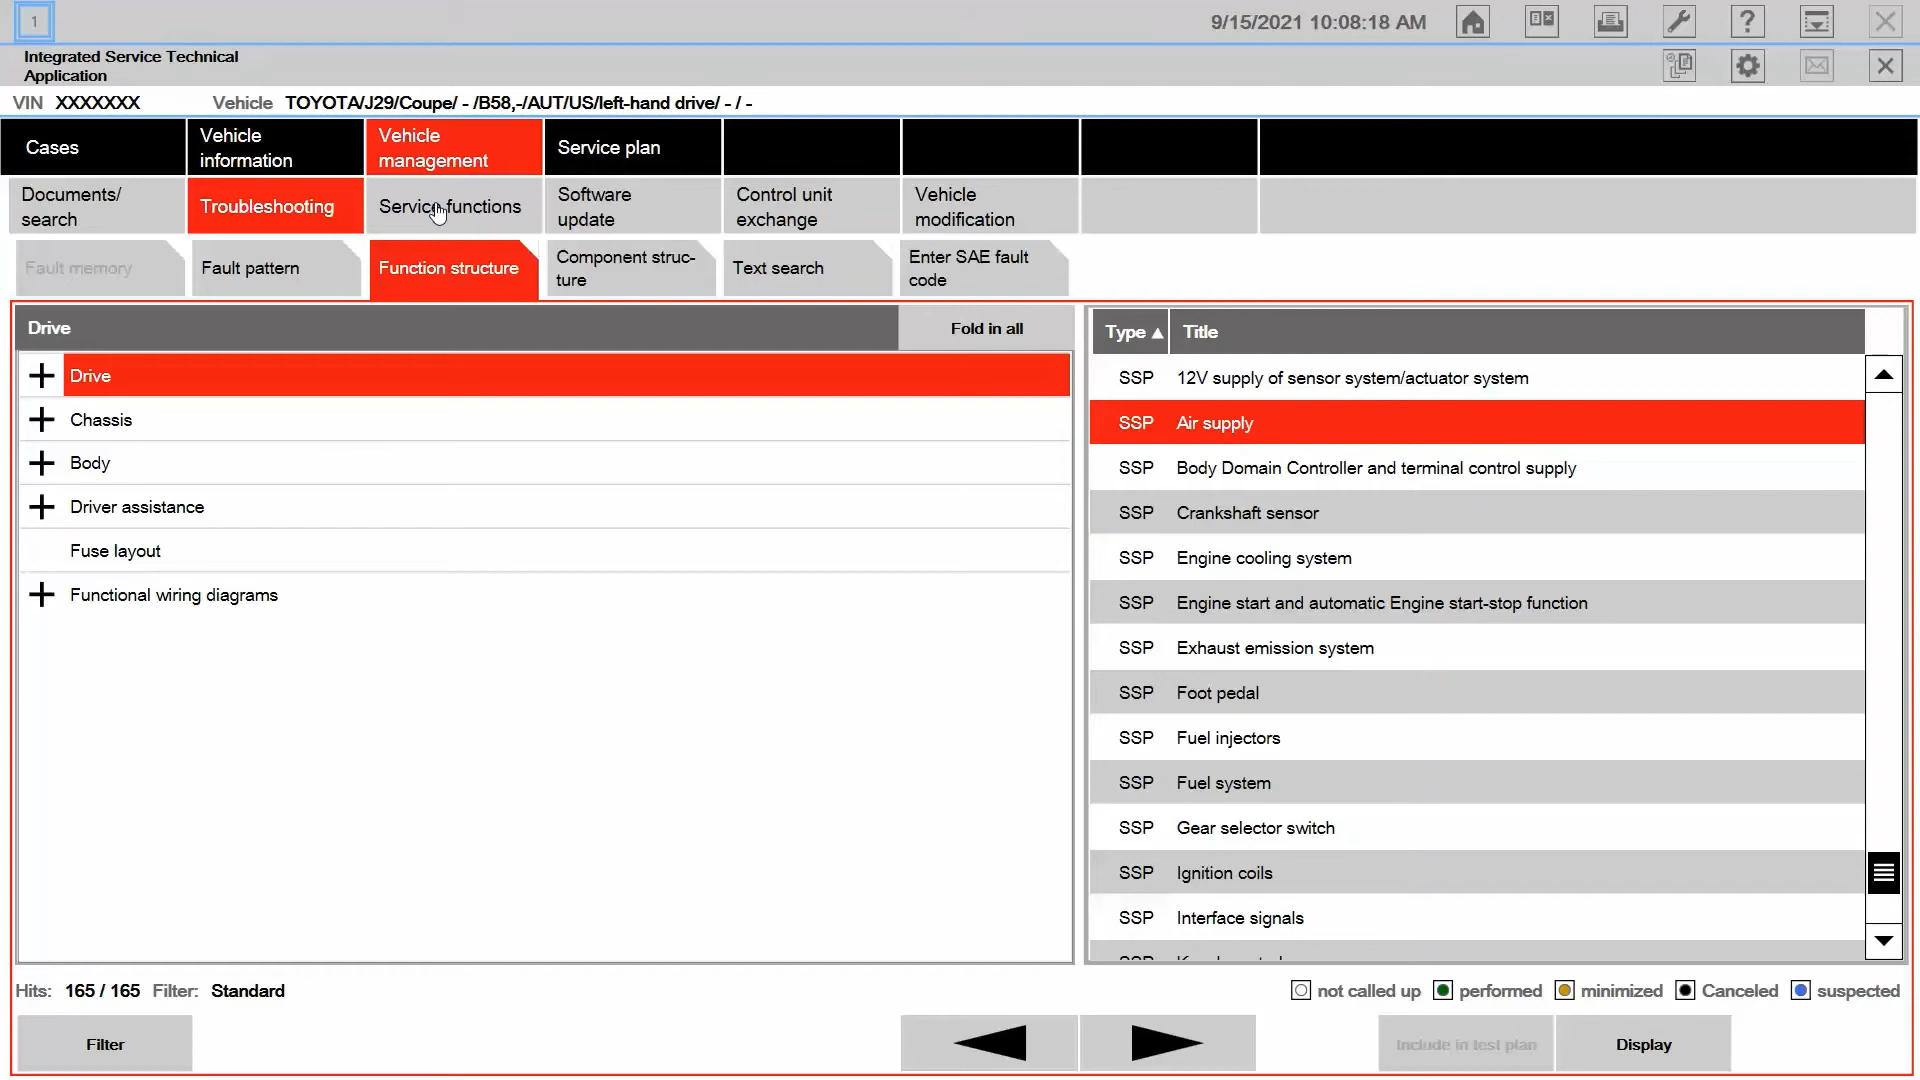 1
9/15/2021 10:08:18 AM
?
Integrated Service Technical
Application
VIN XXXXXXX Vehicle TOYOTA/J29/Coupe/ - /B58,-/AUT/US/left-hand drive/ - / -
Cases
Vehicle
information
Vehicle
management
Service plan
Documents/
search
Troubleshooting
Service functions
Software
update
Control unit
exchange
Vehicle
modification
Fault memory
Fault pattern
Function structure
Component struc-
ture
Text search
Enter SAE fault
code
Drive
Fold in all
Drive
Chassis
Body
Driver assistance
Fuse layout
Functional wiring diagrams
Type Title
SSP 12V supply of sensor system/actuator system
SSP Air supply
SSP Body Domain Controller and terminal control supply
SSP Crankshaft sensor
SSP Engine cooling system
SSP Engine start and automatic Engine start-stop function
SSP Exhaust emission system
SSP Foot pedal
SSP Fuel injectors
SSP Fuel system
SSP Gear selector switch
SSP Ignition coils
SSP Interface signals
Hits: 165 / 165 Filter: Standard
not called up performed minimized Canceled suspected
Filter
Include in test plan
Display